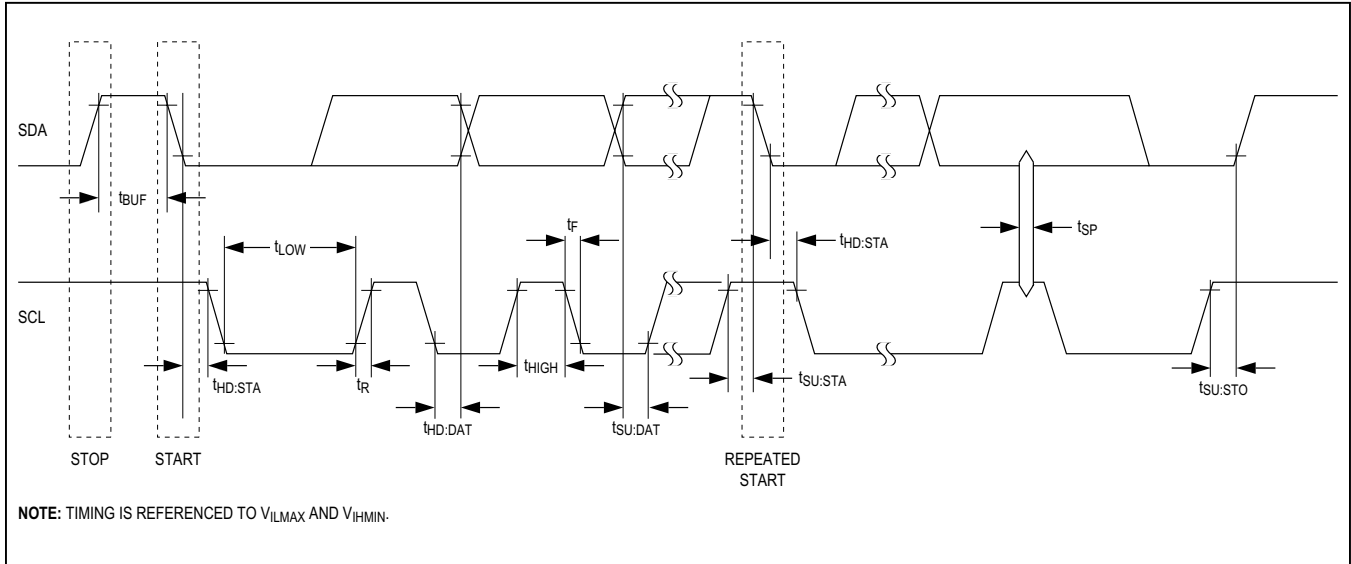 SDA
tBUF
tLOW
tF
tHD:STA
tSP
SCL
tHD:STA
tR
tHIGH
tSU:STA
tSU:STO
tHD:DAT
tSU:DAT
STOP
START
REPEATED
START
NOTE: TIMING IS REFERENCED TO VILMAX AND VIHMIN.